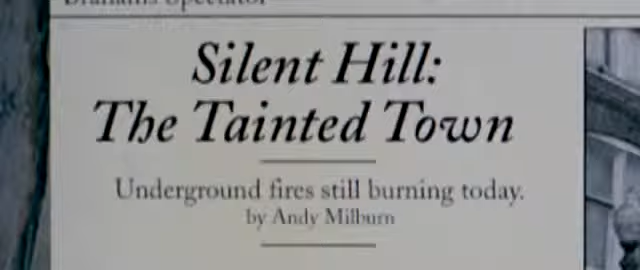 Brahams Spectator
Silent Hill:
The Tainted Town
Underground fires still burning today.
by Andy Milburn